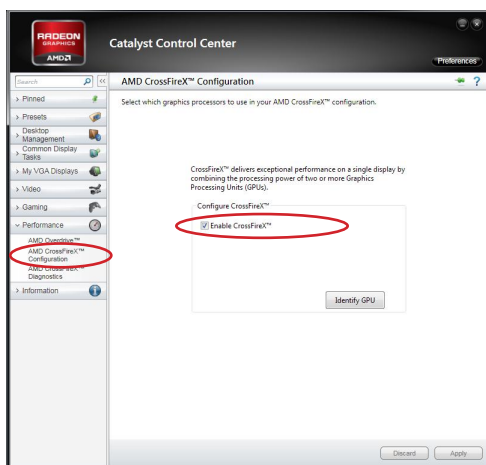 RADEON
GRAPHICS
AMD
Catalyst Control Center
Preferences
Search
AMD CrossFireX™ Configuration
Select which graphics processors to use in your AMD CrossFireX™ configuration.
> Pinned
> Presets
> Desktop
Management
> Common Display
Tasks
> My VGA Displays
> Video
> Gaming
Performance
AMD Overdrive™
AMD CrossFireX™
Configuration
AMD CrossFireX™
Diagnostics
> Information
CrossFireX™ delivers exceptional performance on a single display by
combining the processing power of two or more Graphics
Processing Units (GPUs).
Configure CrossFireX™
Enable CrossFireX™
Identify GPU
Discard
Apply